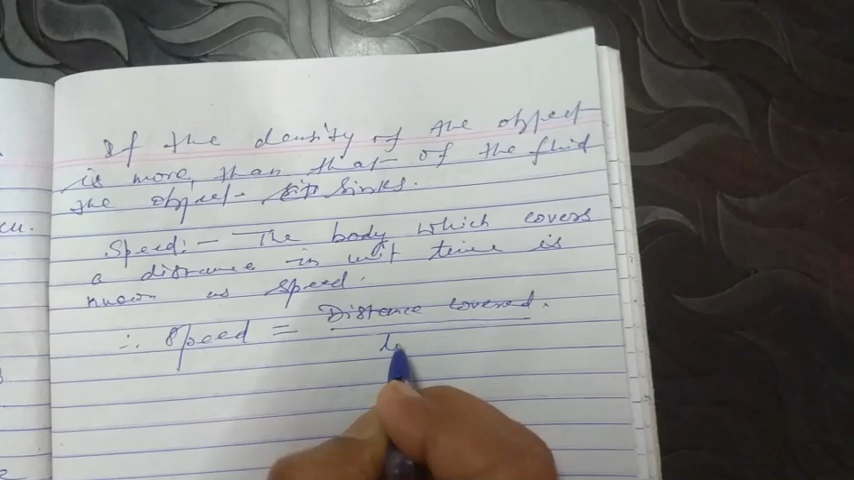 If the density of the object
is more than that of the fluid
the object sinks.
Speed:- The body which covers
a distance in unit time is
known as speed.
∴ Speed = Distance covered.
cu.